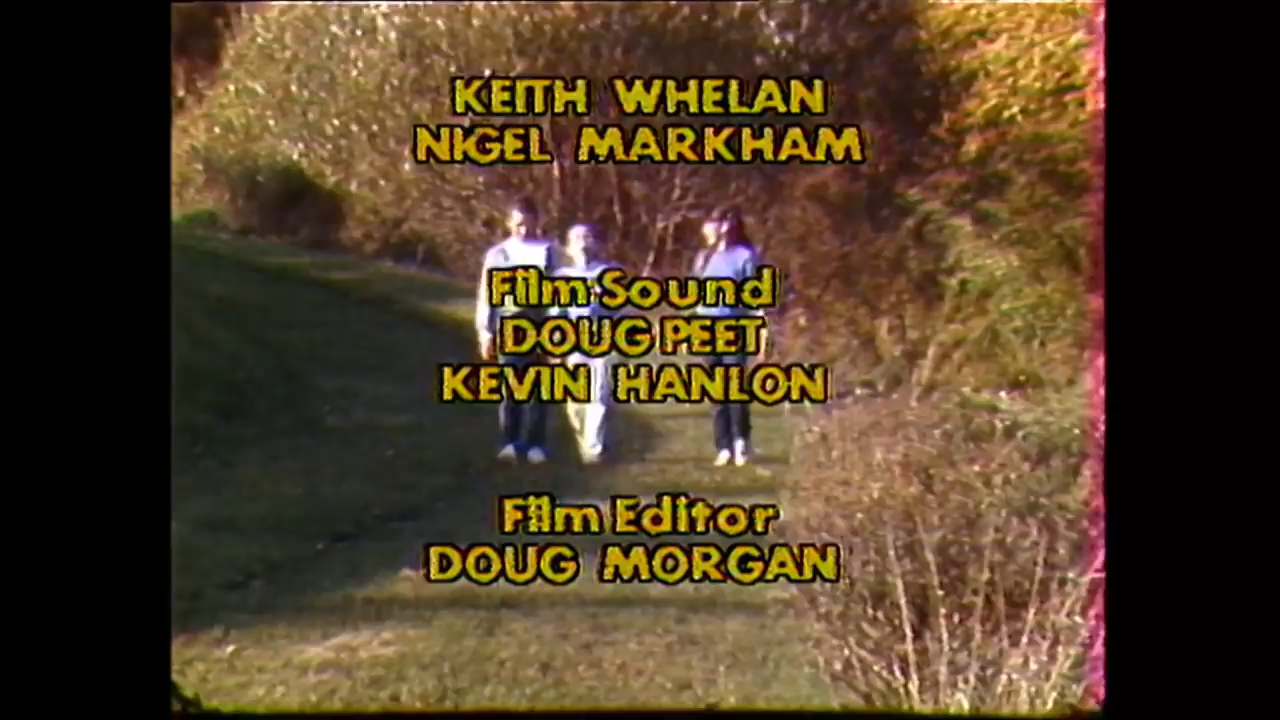 KEITH WHELAN
NIGEL MARKHAM
Film Sound
DOUG PEET
KEVIN HANLON
Film Editor
DOUG MORGAN